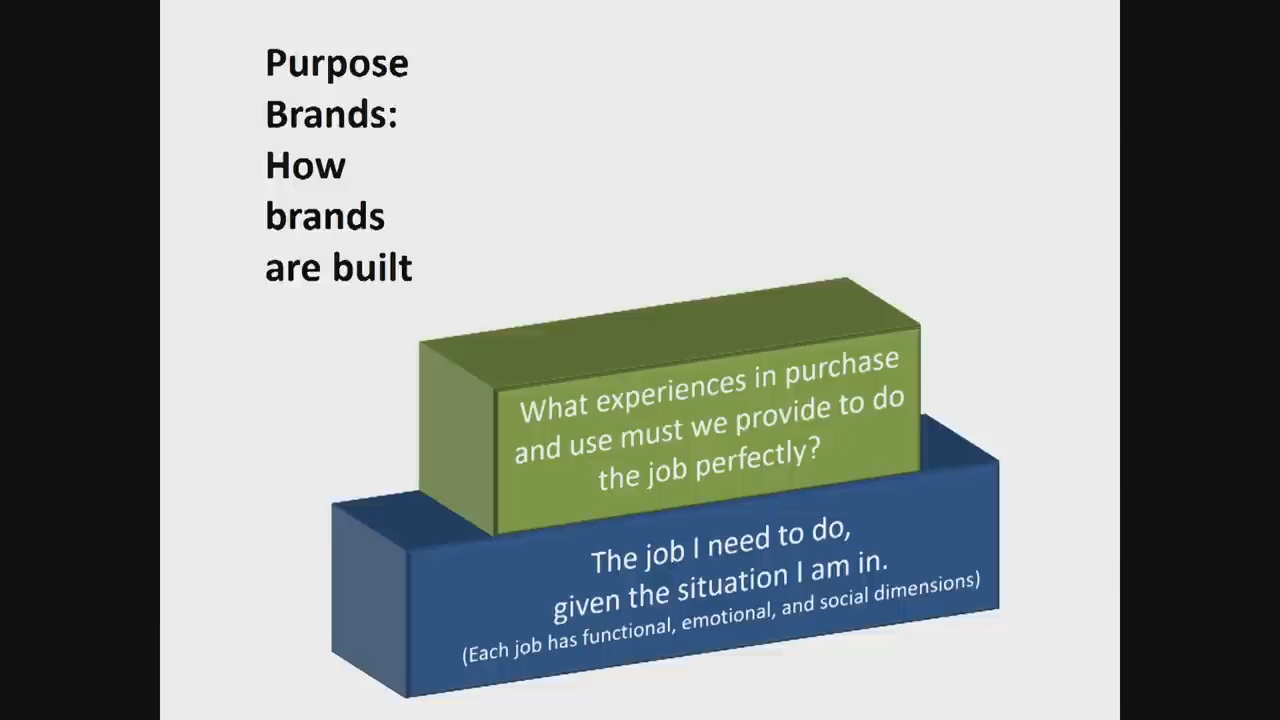 Purpose
Brands:
How
brands
are built
What experiences in purchase
and use must we provide to do
the job perfectly?
The job I need to do,
given the situation I am in.
(Each job has functional, emotional, and social dimensions)